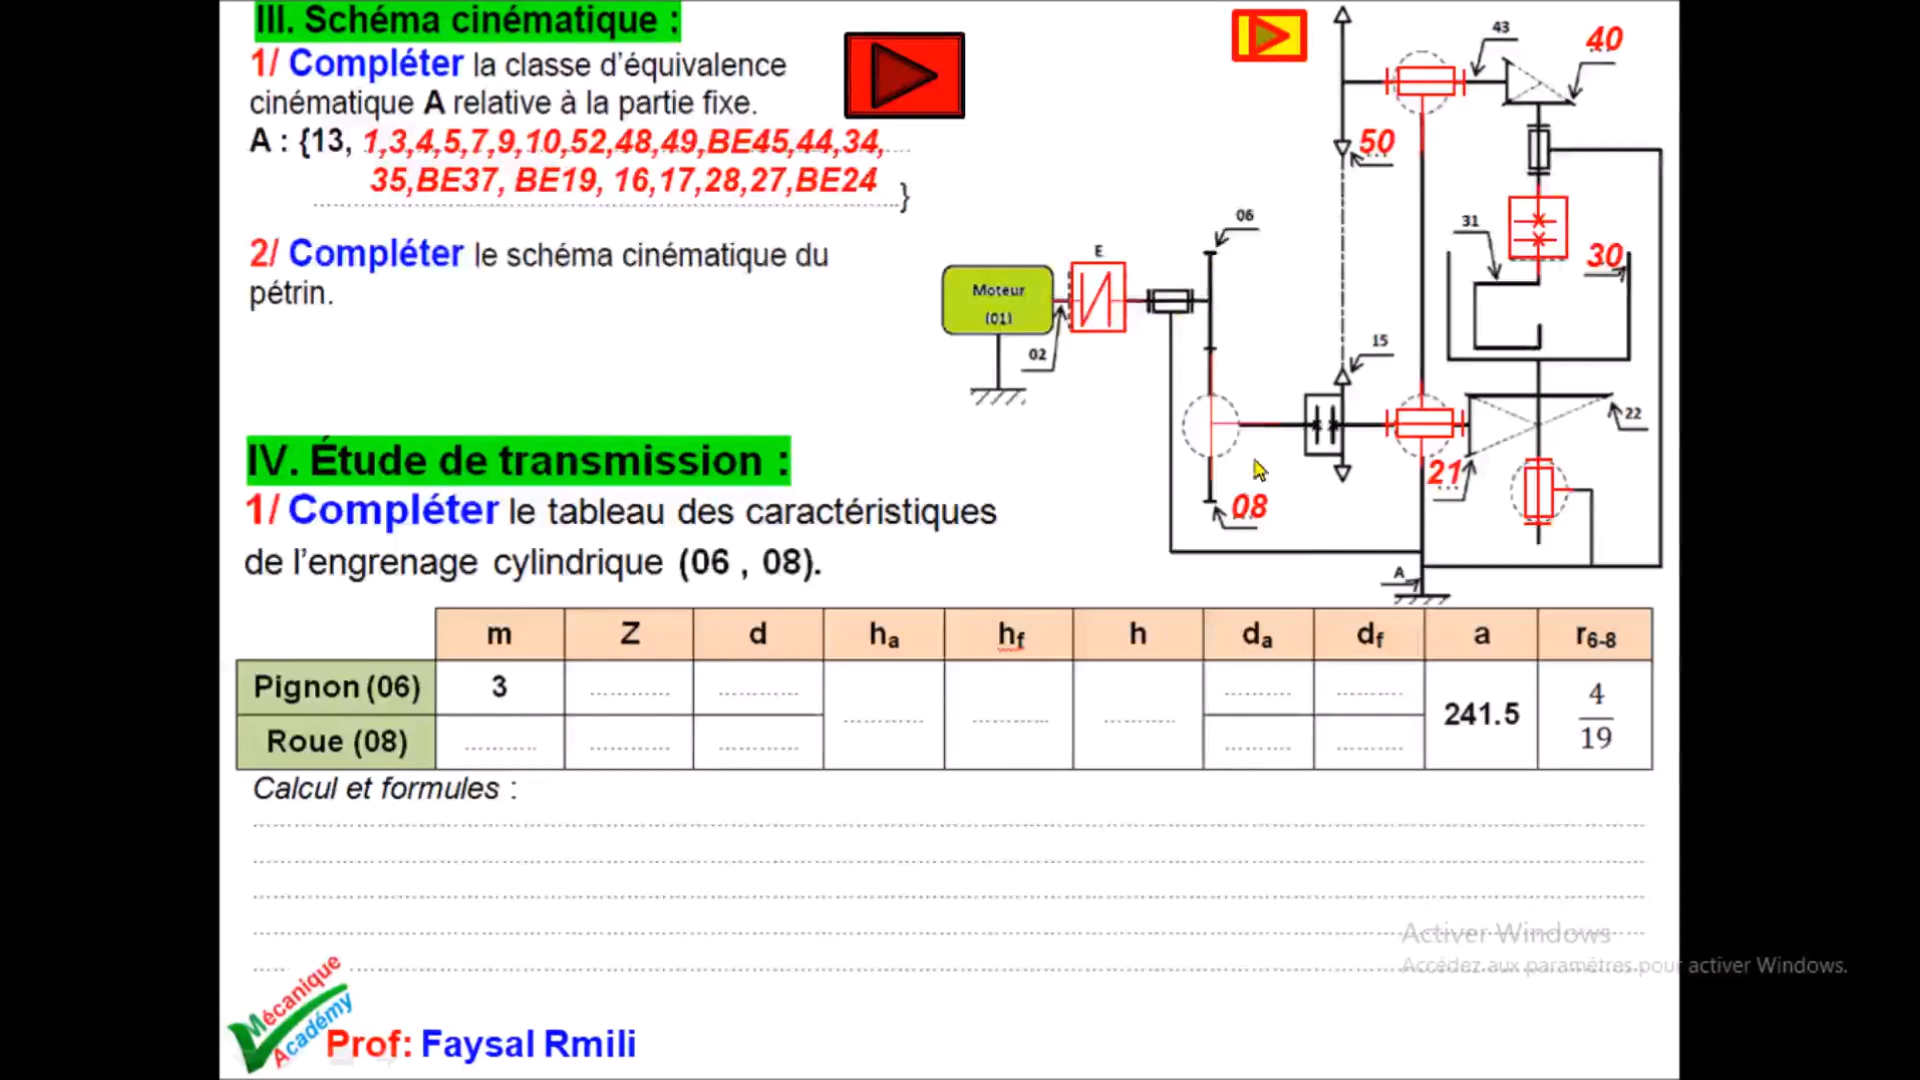 III. Schéma cinématique :
1/ Compléter la classe d'équivalence
cinématique A relative à la partie fixe.
A : {13, 1,3,4,5,7,9,10,52,48,49,BE45,44,34,
35,BE37, BE19, 16,17,28,27,BE24 }
2/ Compléter le schéma cinématique du
pétrin.
43
40
50
06
31
30
E
Moteur
(01)
02
15
22
21
08
A
IV. Étude de transmission :
1/ Compléter le tableau des caractéristiques
de l'engrenage cylindrique (06 , 08).
m Z d ha hf h da df a r6-8
Pignon (06) 3 241.5 4/19
Roue (08)
Calcul et formules :
Activer Windows
Accédez aux paramètres pour activer Windows.
Mécanique
Académy
Prof: Faysal Rmili